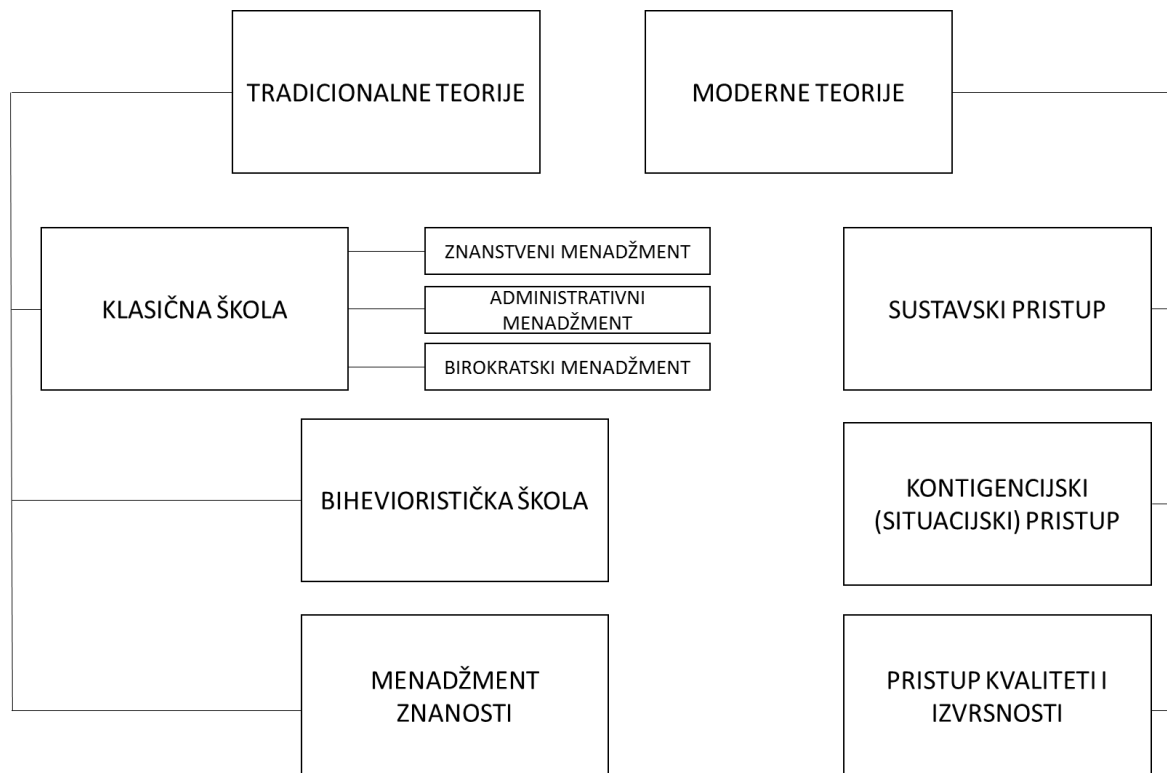 TRADICIONALNE TEORIJE
MODERNE TEORIJE
KLASIČNA ŠKOLA
ZNANSTVENI MENADŽMENT
ADMINISTRATIVNI
MENADŽMENT
BIROKRATSKI MENADŽMENT
SUSTAVSKI PRISTUP
BIHEVIORISTIČKA ŠKOLA
KONTIGENCIJSKI
(SITUACIJSKI) PRISTUP
MENADŽMENT
ZNANOSTI
PRISTUP KVALITETI I
IZVRSNOSTI